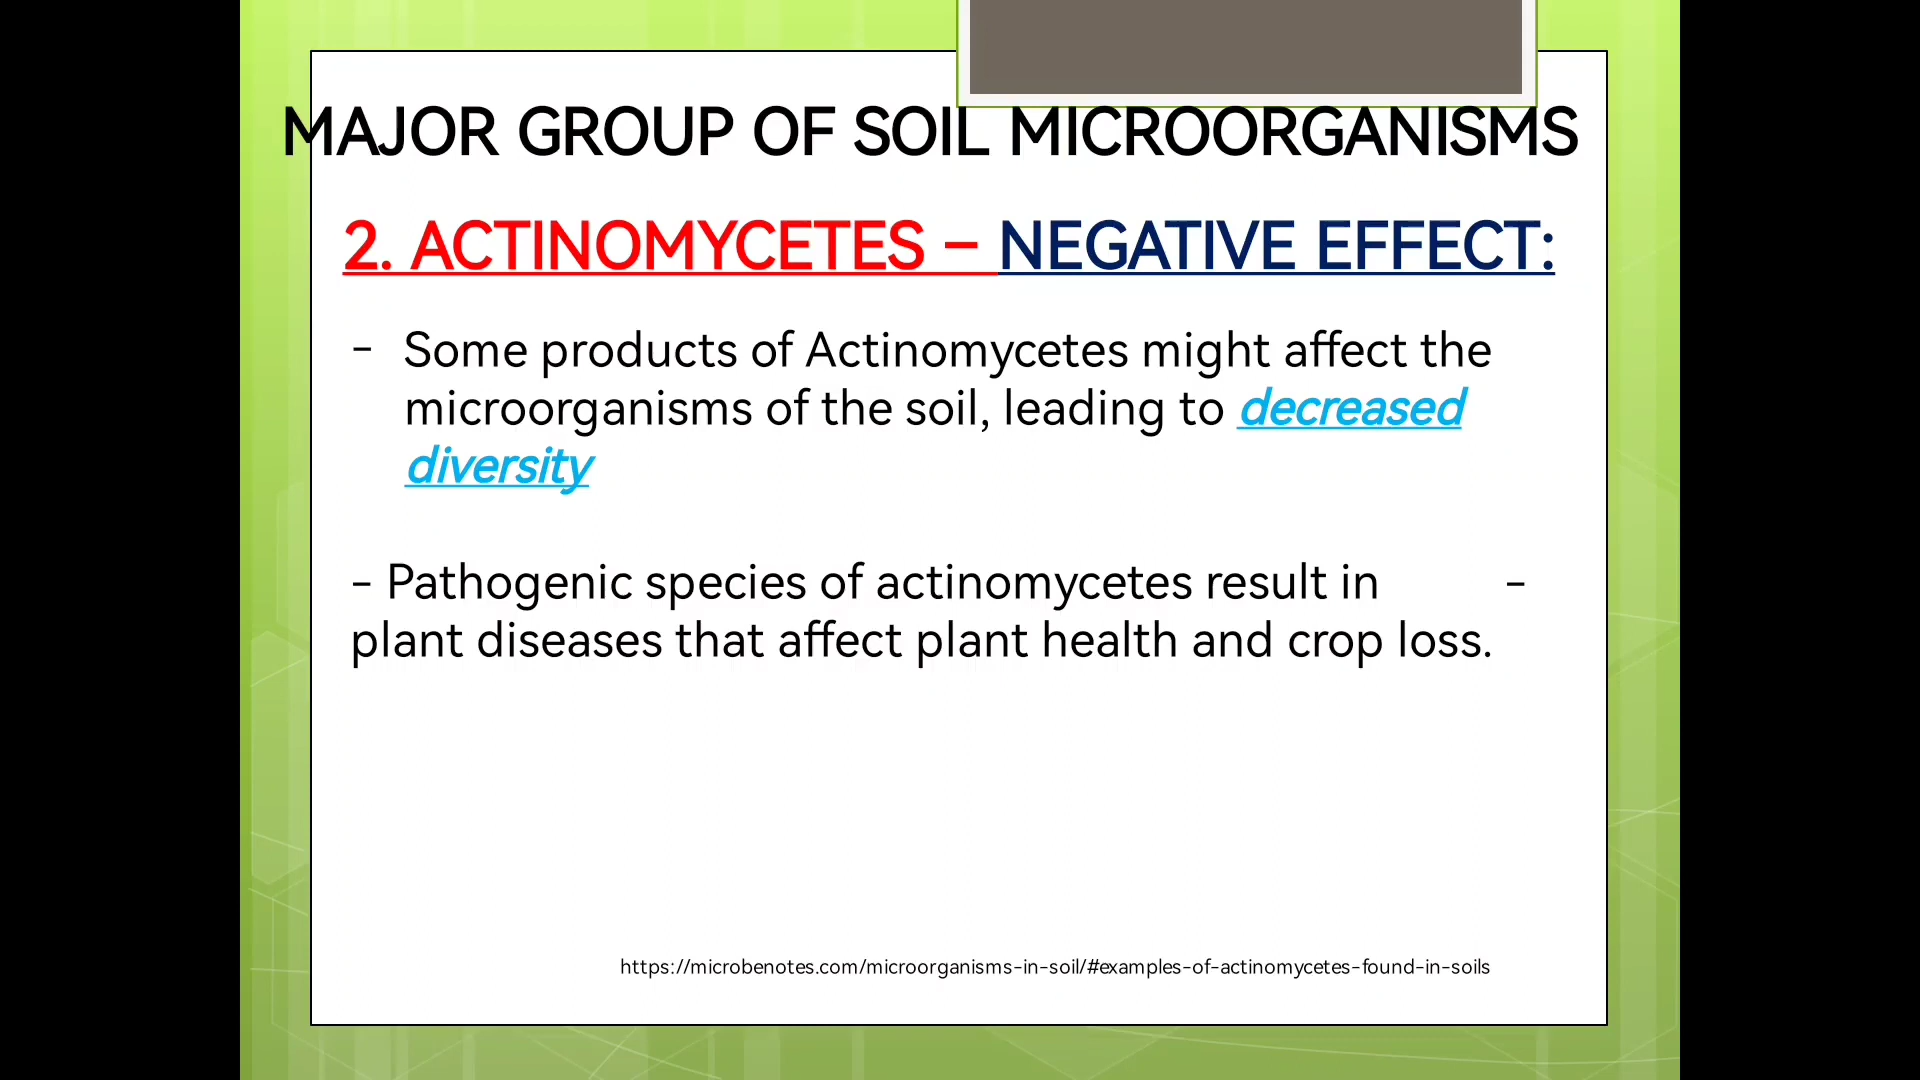 MAJOR GROUP OF SOIL MICROORGANISMS
2. ACTINOMYCETES – NEGATIVE EFFECT:
- Some products of Actinomycetes might affect the
microorganisms of the soil, leading to decreased
diversity
- Pathogenic species of actinomycetes result in -
plant diseases that affect plant health and crop loss.
https://microbenotes.com/microorganisms-in-soil/#examples-of-actinomycetes-found-in-soils